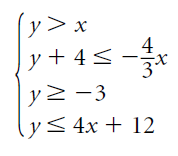 y > x
y + 4 ≤ -4/3x
y ≥ -3
y ≤ 4x + 12